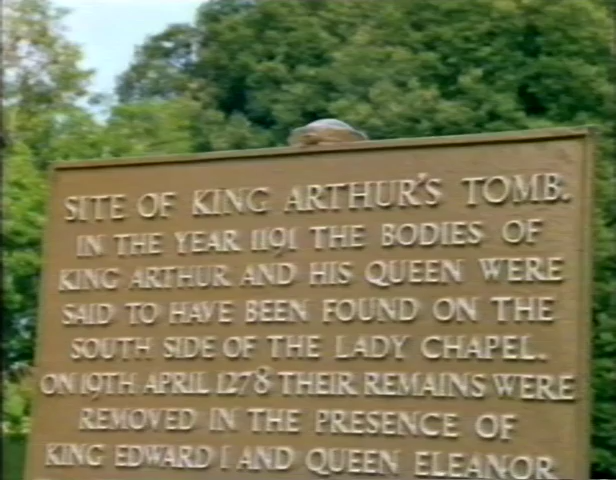 SITE OF KING ARTHUR'S TOMB.
IN THE YEAR 1191 THE BODIES OF
KING ARTHUR AND HIS QUEEN WERE
SAID TO HAVE BEEN FOUND ON THE
SOUTH SIDE OF THE LADY CHAPEL.
ON 19TH APRIL 1278 THEIR REMAINS WERE
REMOVED IN THE PRESENCE OF
KING EDWARD I AND QUEEN ELEANOR